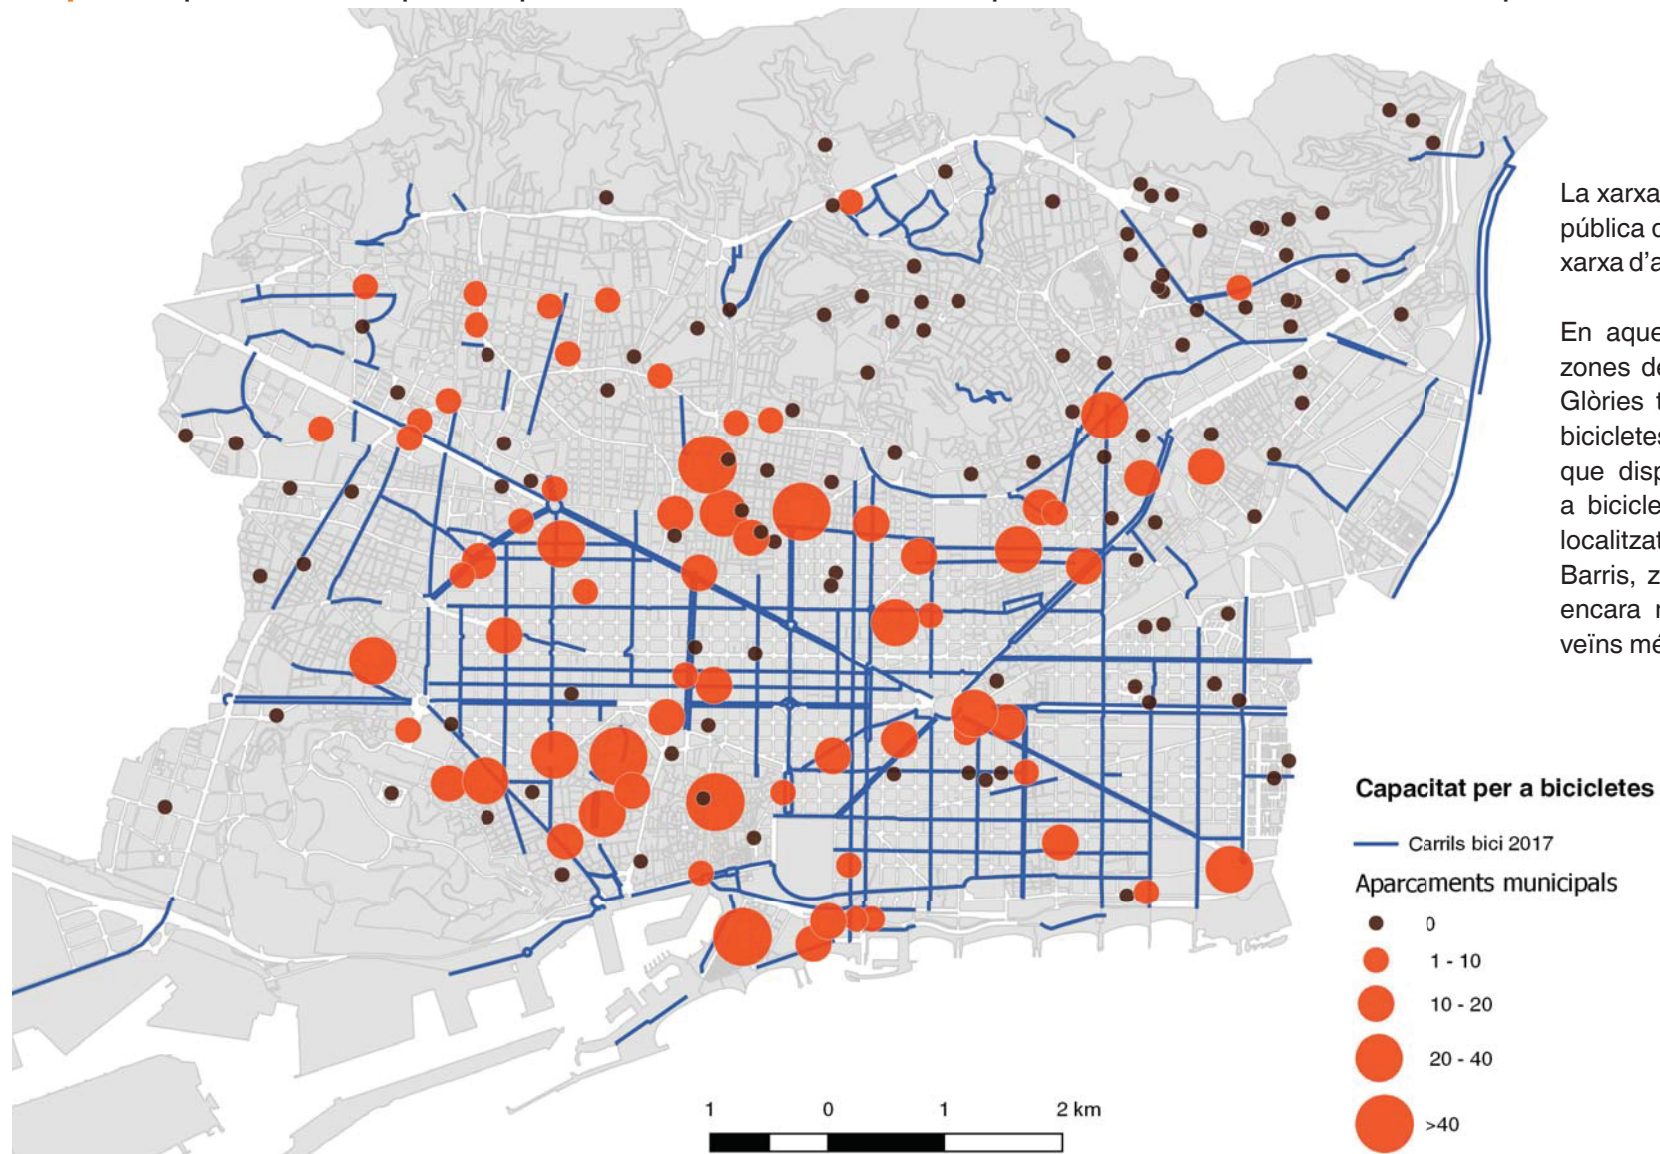 La xarxa
pública
xarxa d'a
En aque
zones de
Glòries t
bicicletes
que disp
a bicicle
localitzat
Barris, z
encara
veïns mé
Capacitat per a bicicletes
Carrils bici 2017
Aparcaments municipals
0
1 - 10
10 - 20
20 - 40
>40
1 0 1 2 km